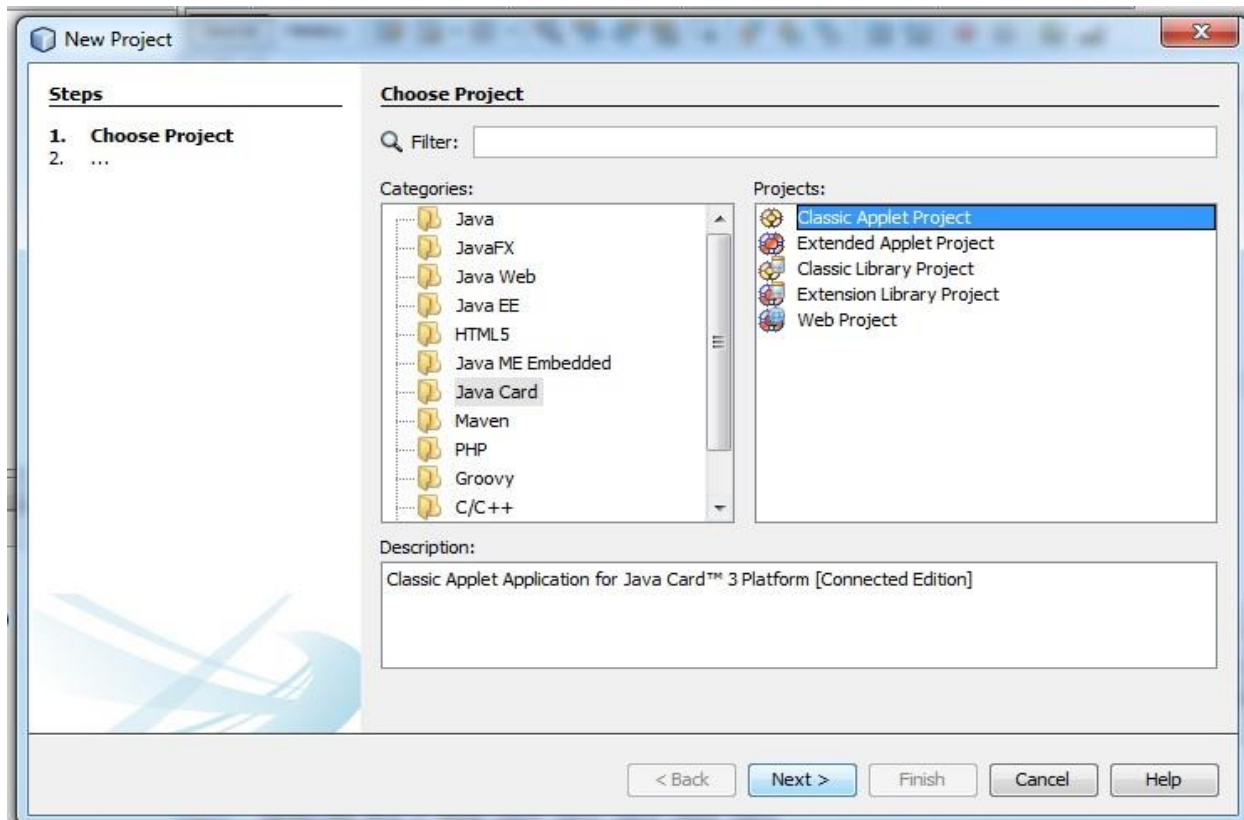 New Project
Steps
1. Choose Project
2. ...
Choose Project
Filter:
Categories:
Java
JavaFX
Java Web
Java EE
HTML5
Java ME Embedded
Java Card
Maven
PHP
Groovy
C/C++
Projects:
Classic Applet Project
Extended Applet Project
Classic Library Project
Extension Library Project
Web Project
Description:
Classic Applet Application for Java Card™ 3 Platform [Connected Edition]
< Back Next > Finish Cancel Help